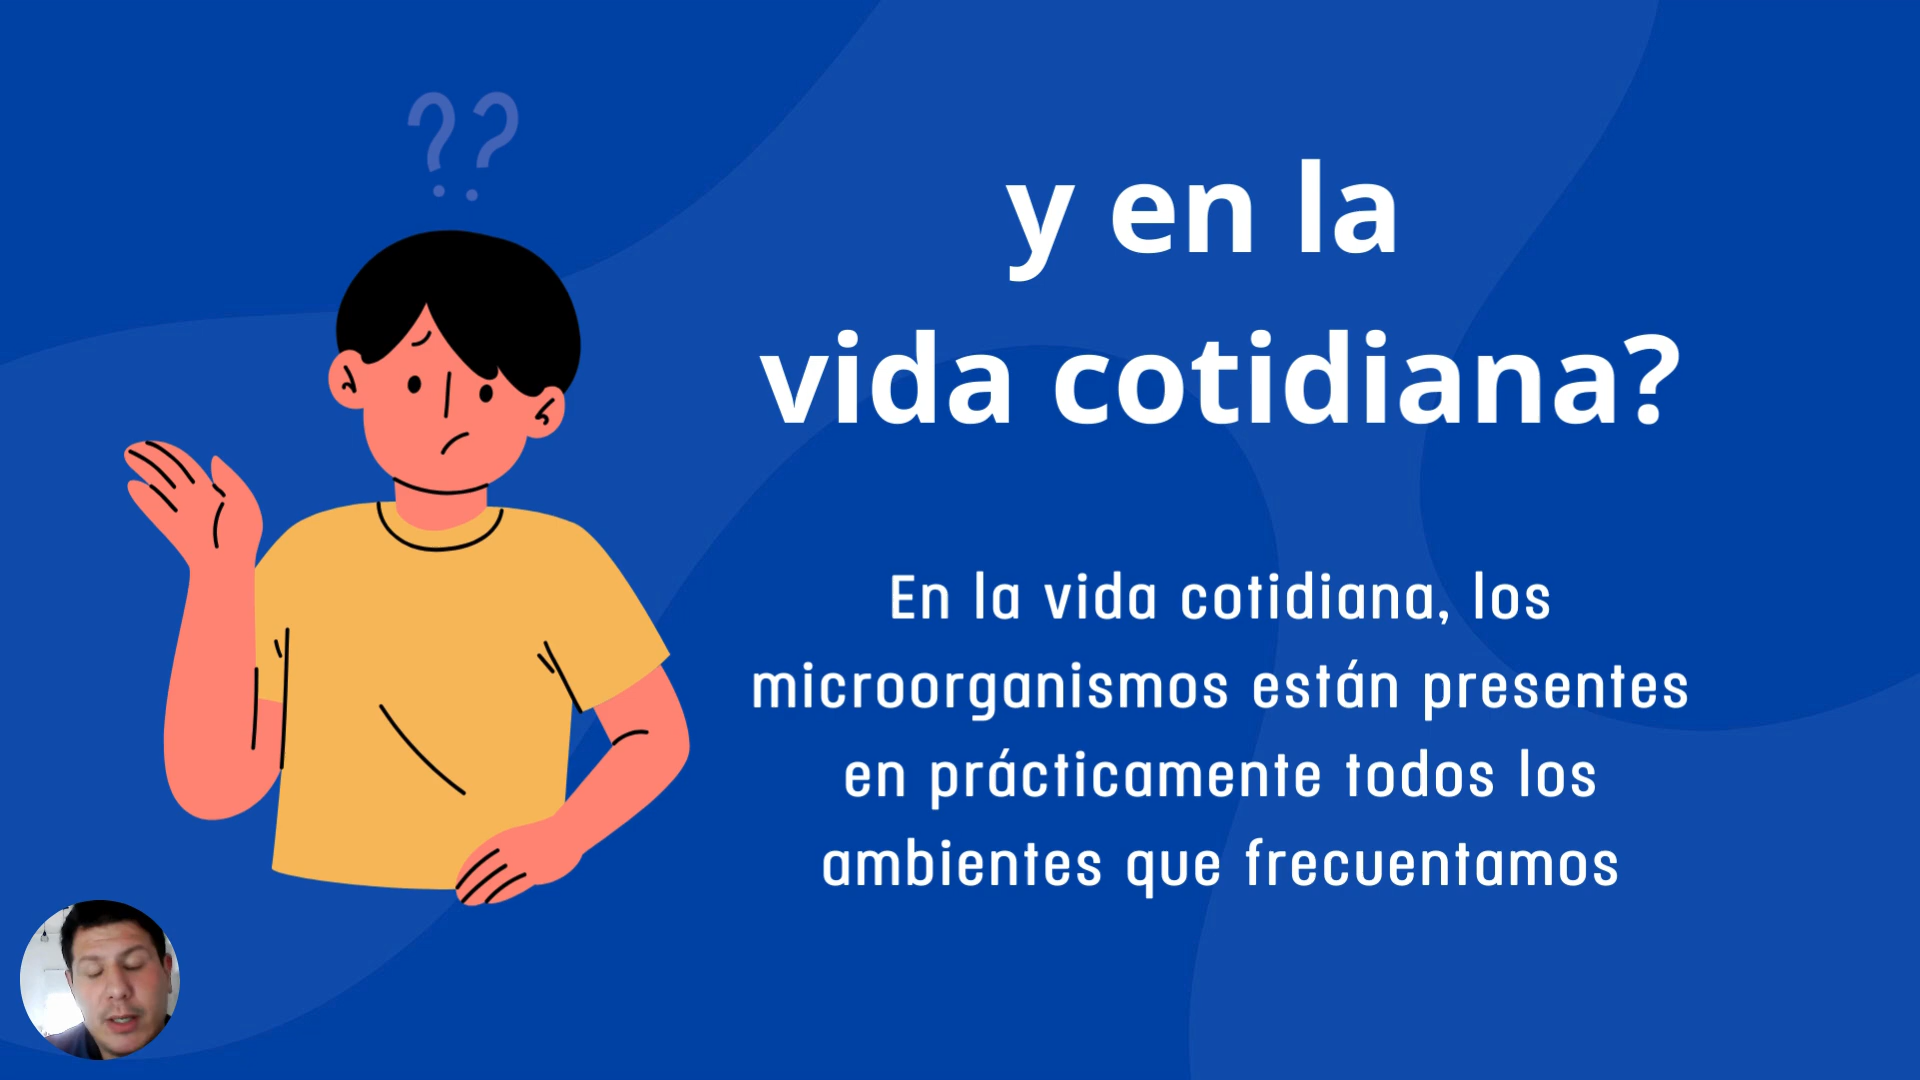 ??
y en la
vida cotidiana?
En la vida cotidiana, los
microorganismos están presentes
en prácticamente todos los
ambientes que frecuentamos